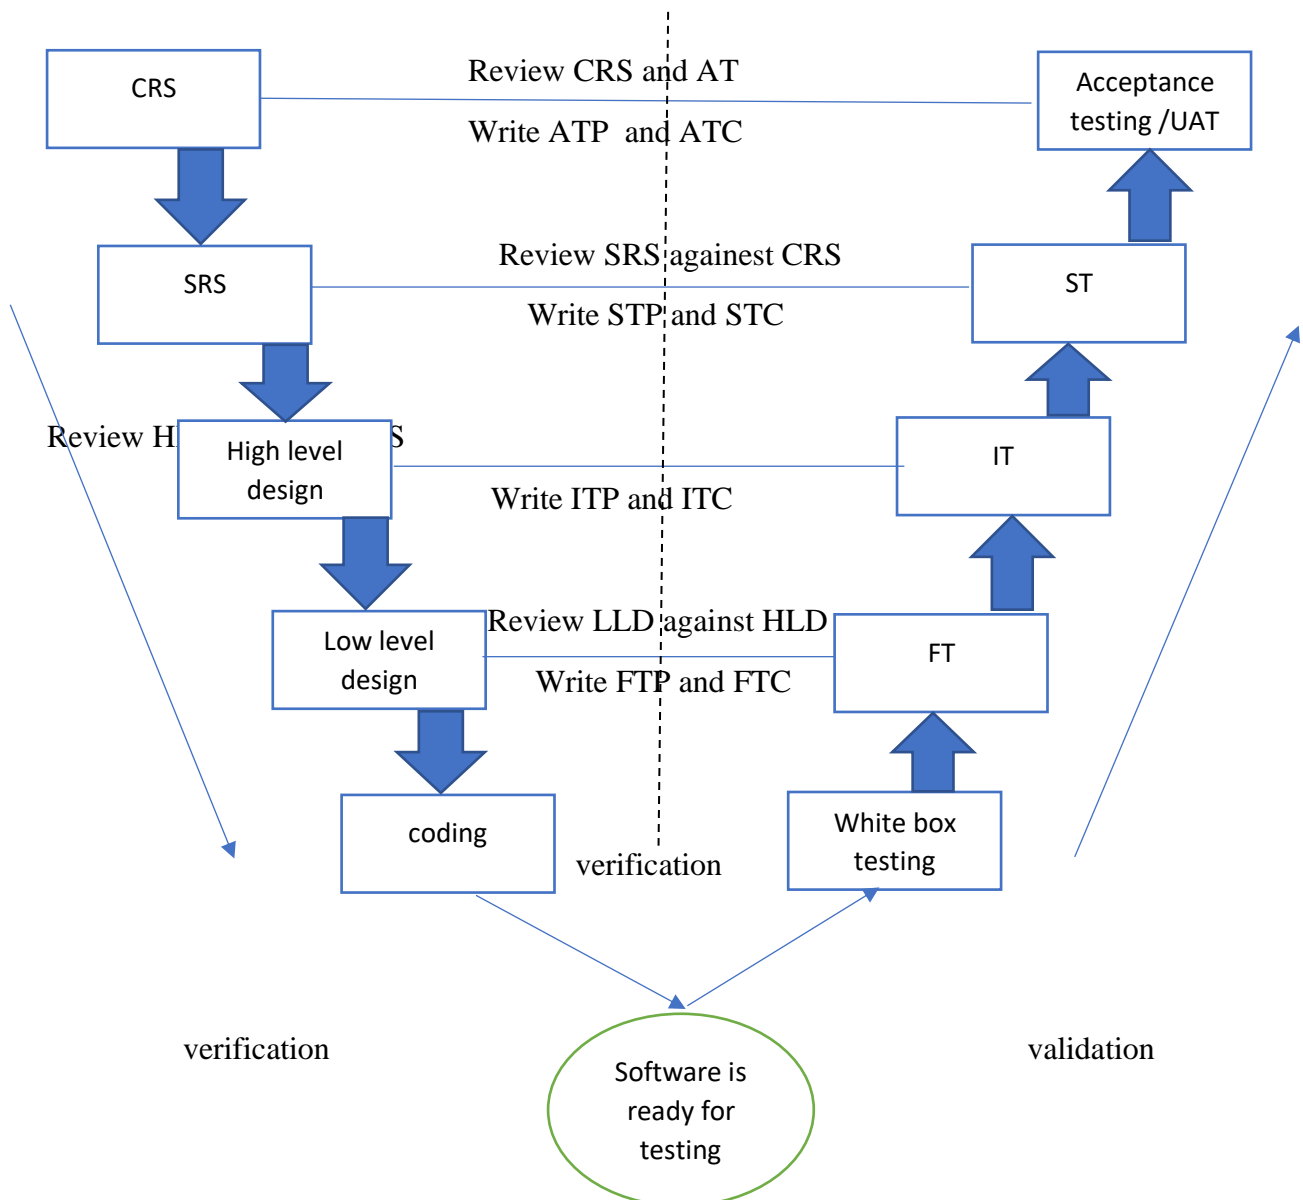 CRS
Review CRS and AT
Write ATP and ATC
Acceptance
testing /UAT
SRS
Review SRS againest CRS
Write STP and STC
ST
Review H
S
High level
design
Write ITP and ITC
IT
Low level
design
Review LLD against HLD
Write FTP and FTC
FT
coding
verification
White box
testing
verification
Software is
ready for
testing
validation